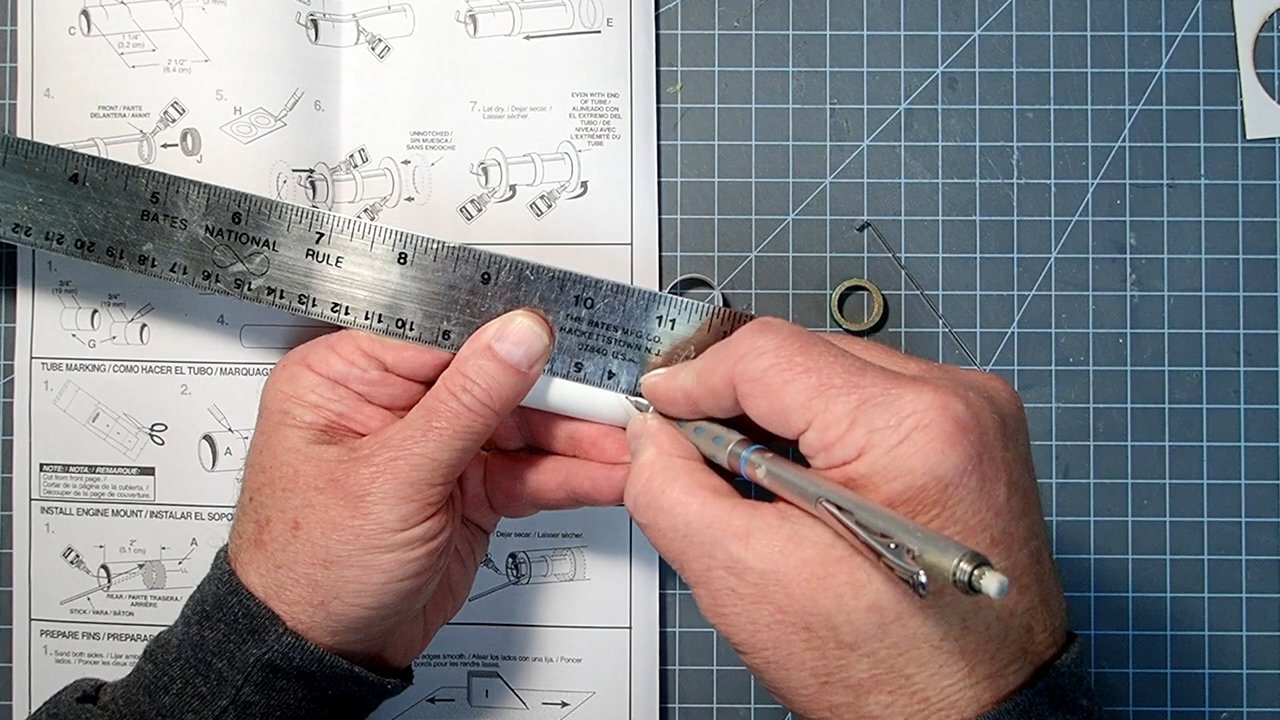 C
1 1/4"
(3.2 cm)
2 1/2"
(6.4 cm)
E
4.
FRONT / PARTE
DELANTERA / AVANT
J
5.
H
6.
UNNOTCHED /
SIN MUESCA /
SANS ENCOCHE
7. Let dry. / Dejar secar. /
Laisser sécher.
EVEN WITH END
OF TUBE /
ALINEADO CON
EL EXTREMO DEL
TUBO / DE
NIVEAU AVEC
L'EXTRÉMITÉ DU
TUBE
4 5 6 7 8 9 10 11
BATES NATIONAL
RULE
THE BATES MFG. CO.
HACKETTSTOWN N.J.
07840 U.S.A.
22 21 20 19 18 17 16 15 14 13 12 11 10 9 5 4
1.
3/4"
(19 mm)
3/4"
(19 mm)
G
4.
TUBE MARKING / COMO HACER EL TUBO / MARQUAG
1.
2.
A
NOTE: / NOTA: / REMARQUE:
Cut from front page. /
Cortar de la página de la cubierta. /
Découper de la page de couverture.
INSTALL ENGINE MOUNT / INSTALAR EL SOPO
1.
2"
(5.1 cm)
A
REAR / PARTE TRASERA /
ARRIÈRE
STICK / VARA / BÂTON
Dejar secar. / Laisser sécher.
PREPARE FINS / PREPARAR
1. Sand both sides. / Lijar
edges smooth. / Alisar los lados con una lija. / Poncer
lados. / Poncer les deux
bords pour les rendre lisses.
I